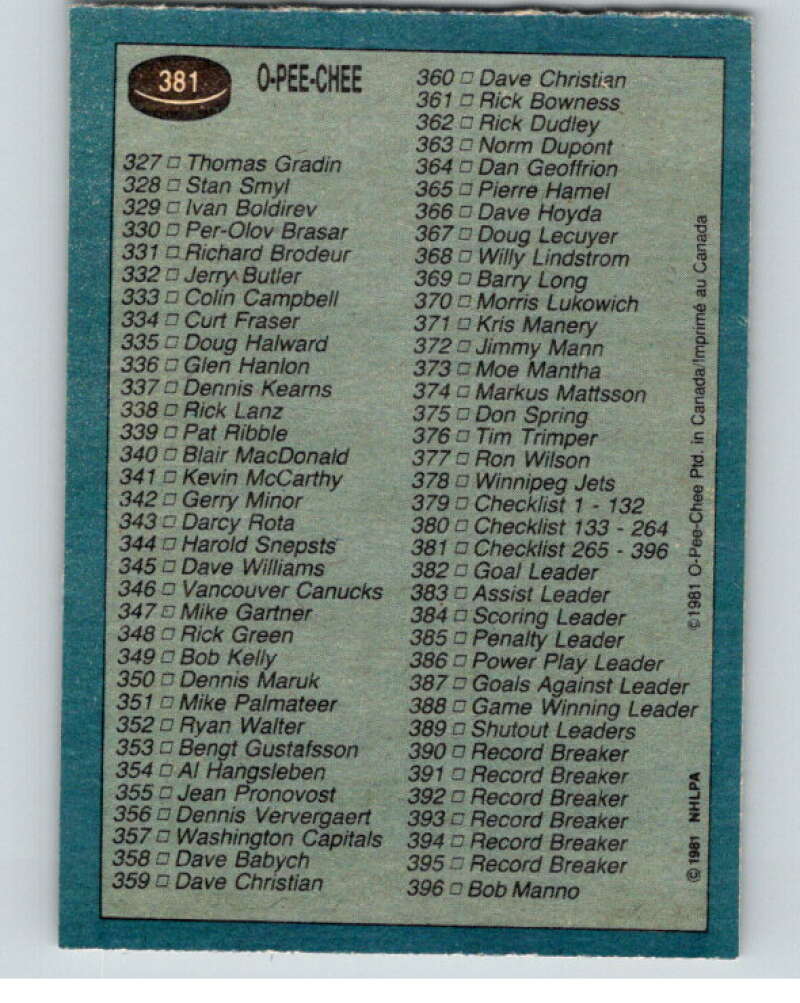 381
O-PEE-CHEE
327 Thomas Gradin
328 Stan Smyl
329 Ivan Boldirev
330 Per-Olov Brasar
331 Richard Brodeur
332 Jerry Butler
333 Colin Campbell
334 Curt Fraser
335 Doug Halward
336 Glen Hanlon
337 Dennis Kearns
338 Rick Lanz
339 Pat Ribble
340 Blair MacDonald
341 Kevin McCarthy
342 Gerry Minor
343 Darcy Rota
344 Harold Snepsts
345 Dave Williams
346 Vancouver Canucks
347 Mike Gartner
348 Rick Green
349 Bob Kelly
350 Dennis Maruk
351 Mike Palmateer
352 Ryan Walter
353 Bengt Gustafsson
354 Al Hangsleben
355 Jean Pronovost
356 Dennis Ververgaert
357 Washington Capitals
358 Dave Babych
359 Dave Christian
360 Dave Christian
361 Rick Bowness
362 Rick Dudley
363 Norm Dupont
364 Dan Geoffrion
365 Pierre Hamel
366 Dave Hoyda
367 Doug Lecuyer
368 Willy Lindstrom
369 Barry Long
370 Morris Lukowich
371 Kris Manery
372 Jimmy Mann
373 Moe Mantha
374 Markus Mattsson
375 Don Spring
376 Tim Trimper
377 Ron Wilson
378 Winnipeg Jets
379 Checklist 1 - 132
380 Checklist 133 - 264
381 Checklist 265 - 396
382 Goal Leader
383 Assist Leader
384 Scoring Leader
385 Penalty Leader
386 Power Play Leader
387 Goals Against Leader
388 Game Winning Leader
389 Shutout Leaders
390 Record Breaker
391 Record Breaker
392 Record Breaker
393 Record Breaker
394 Record Breaker
395 Record Breaker
396 Bob Manno
©1981 O-Pee-Chee Ptd. in Canada/Imprimé au Canada
©1981 NHLPA